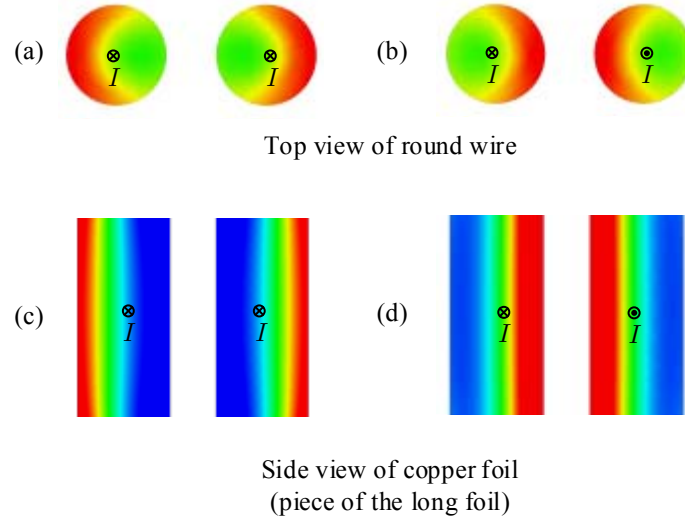 (a) I I (b) I I
Top view of round wire
(c) I I (d) I I
Side view of copper foil
(piece of the long foil)